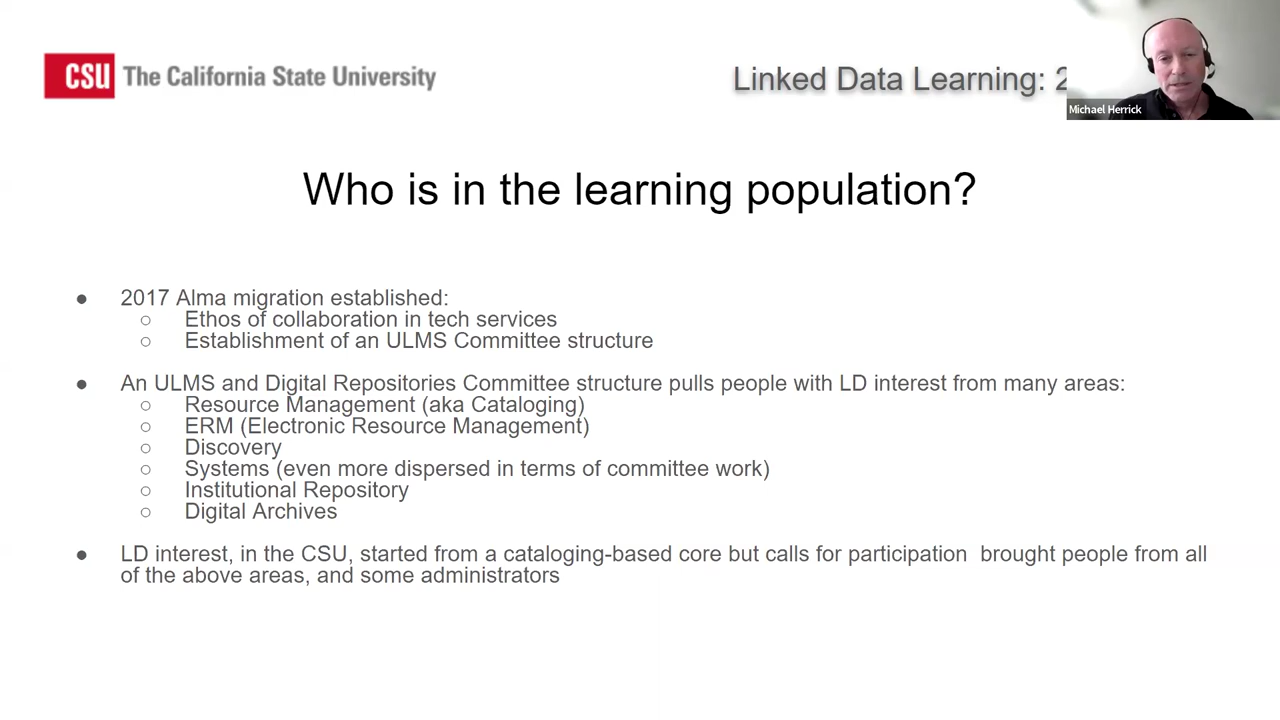 CSU The California State University
Linked Data Learning: 2
Michael Herrick
Who is in the learning population?
● 2017 Alma migration established:
○ Ethos of collaboration in tech services
○ Establishment of an ULMS Committee structure
● An ULMS and Digital Repositories Committee structure pulls people with LD interest from many areas:
○ Resource Management (aka Cataloging)
○ ERM (Electronic Resource Management)
○ Discovery
○ Systems (even more dispersed in terms of committee work)
○ Institutional Repository
○ Digital Archives
● LD interest, in the CSU, started from a cataloging-based core but calls for participation brought people from all
of the above areas, and some administrators